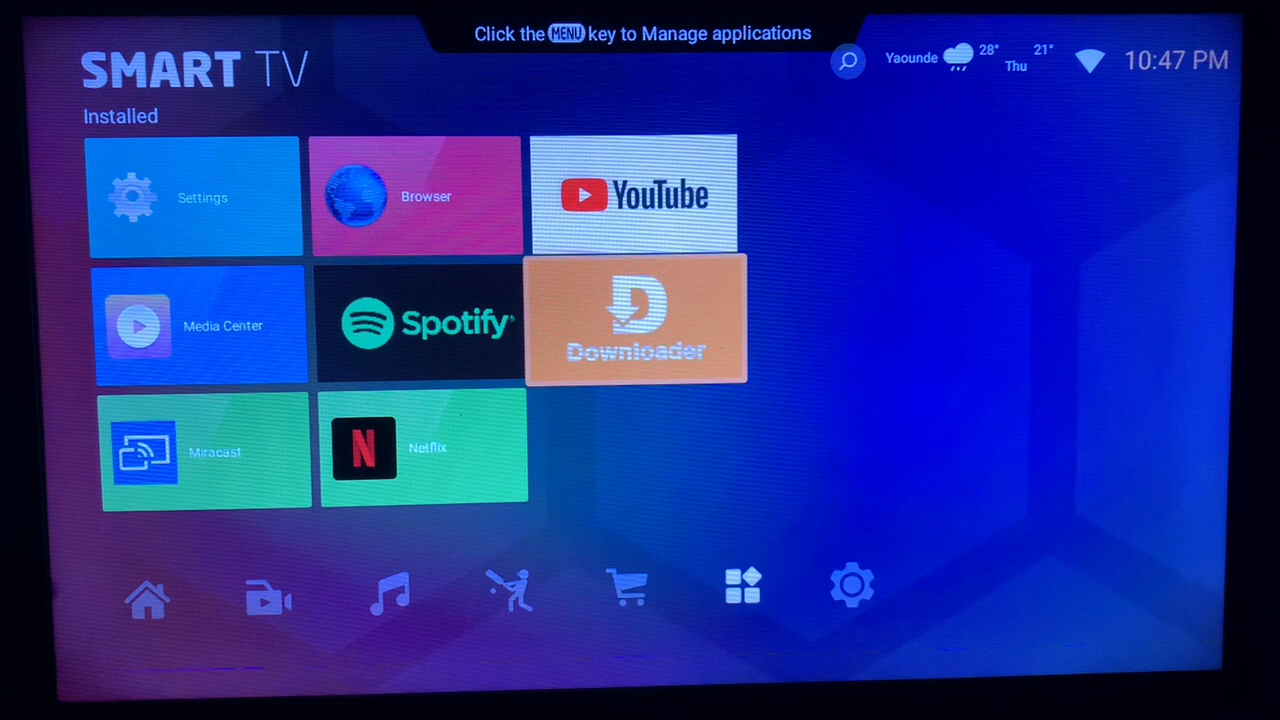 Click the MENU key to Manage applications
SMART TV
Yaounde 28° Thu 21°
10:47 PM
Installed
Settings
Browser
YouTube
Media Center
Spotify
Downloader
Miracast
N Netflix